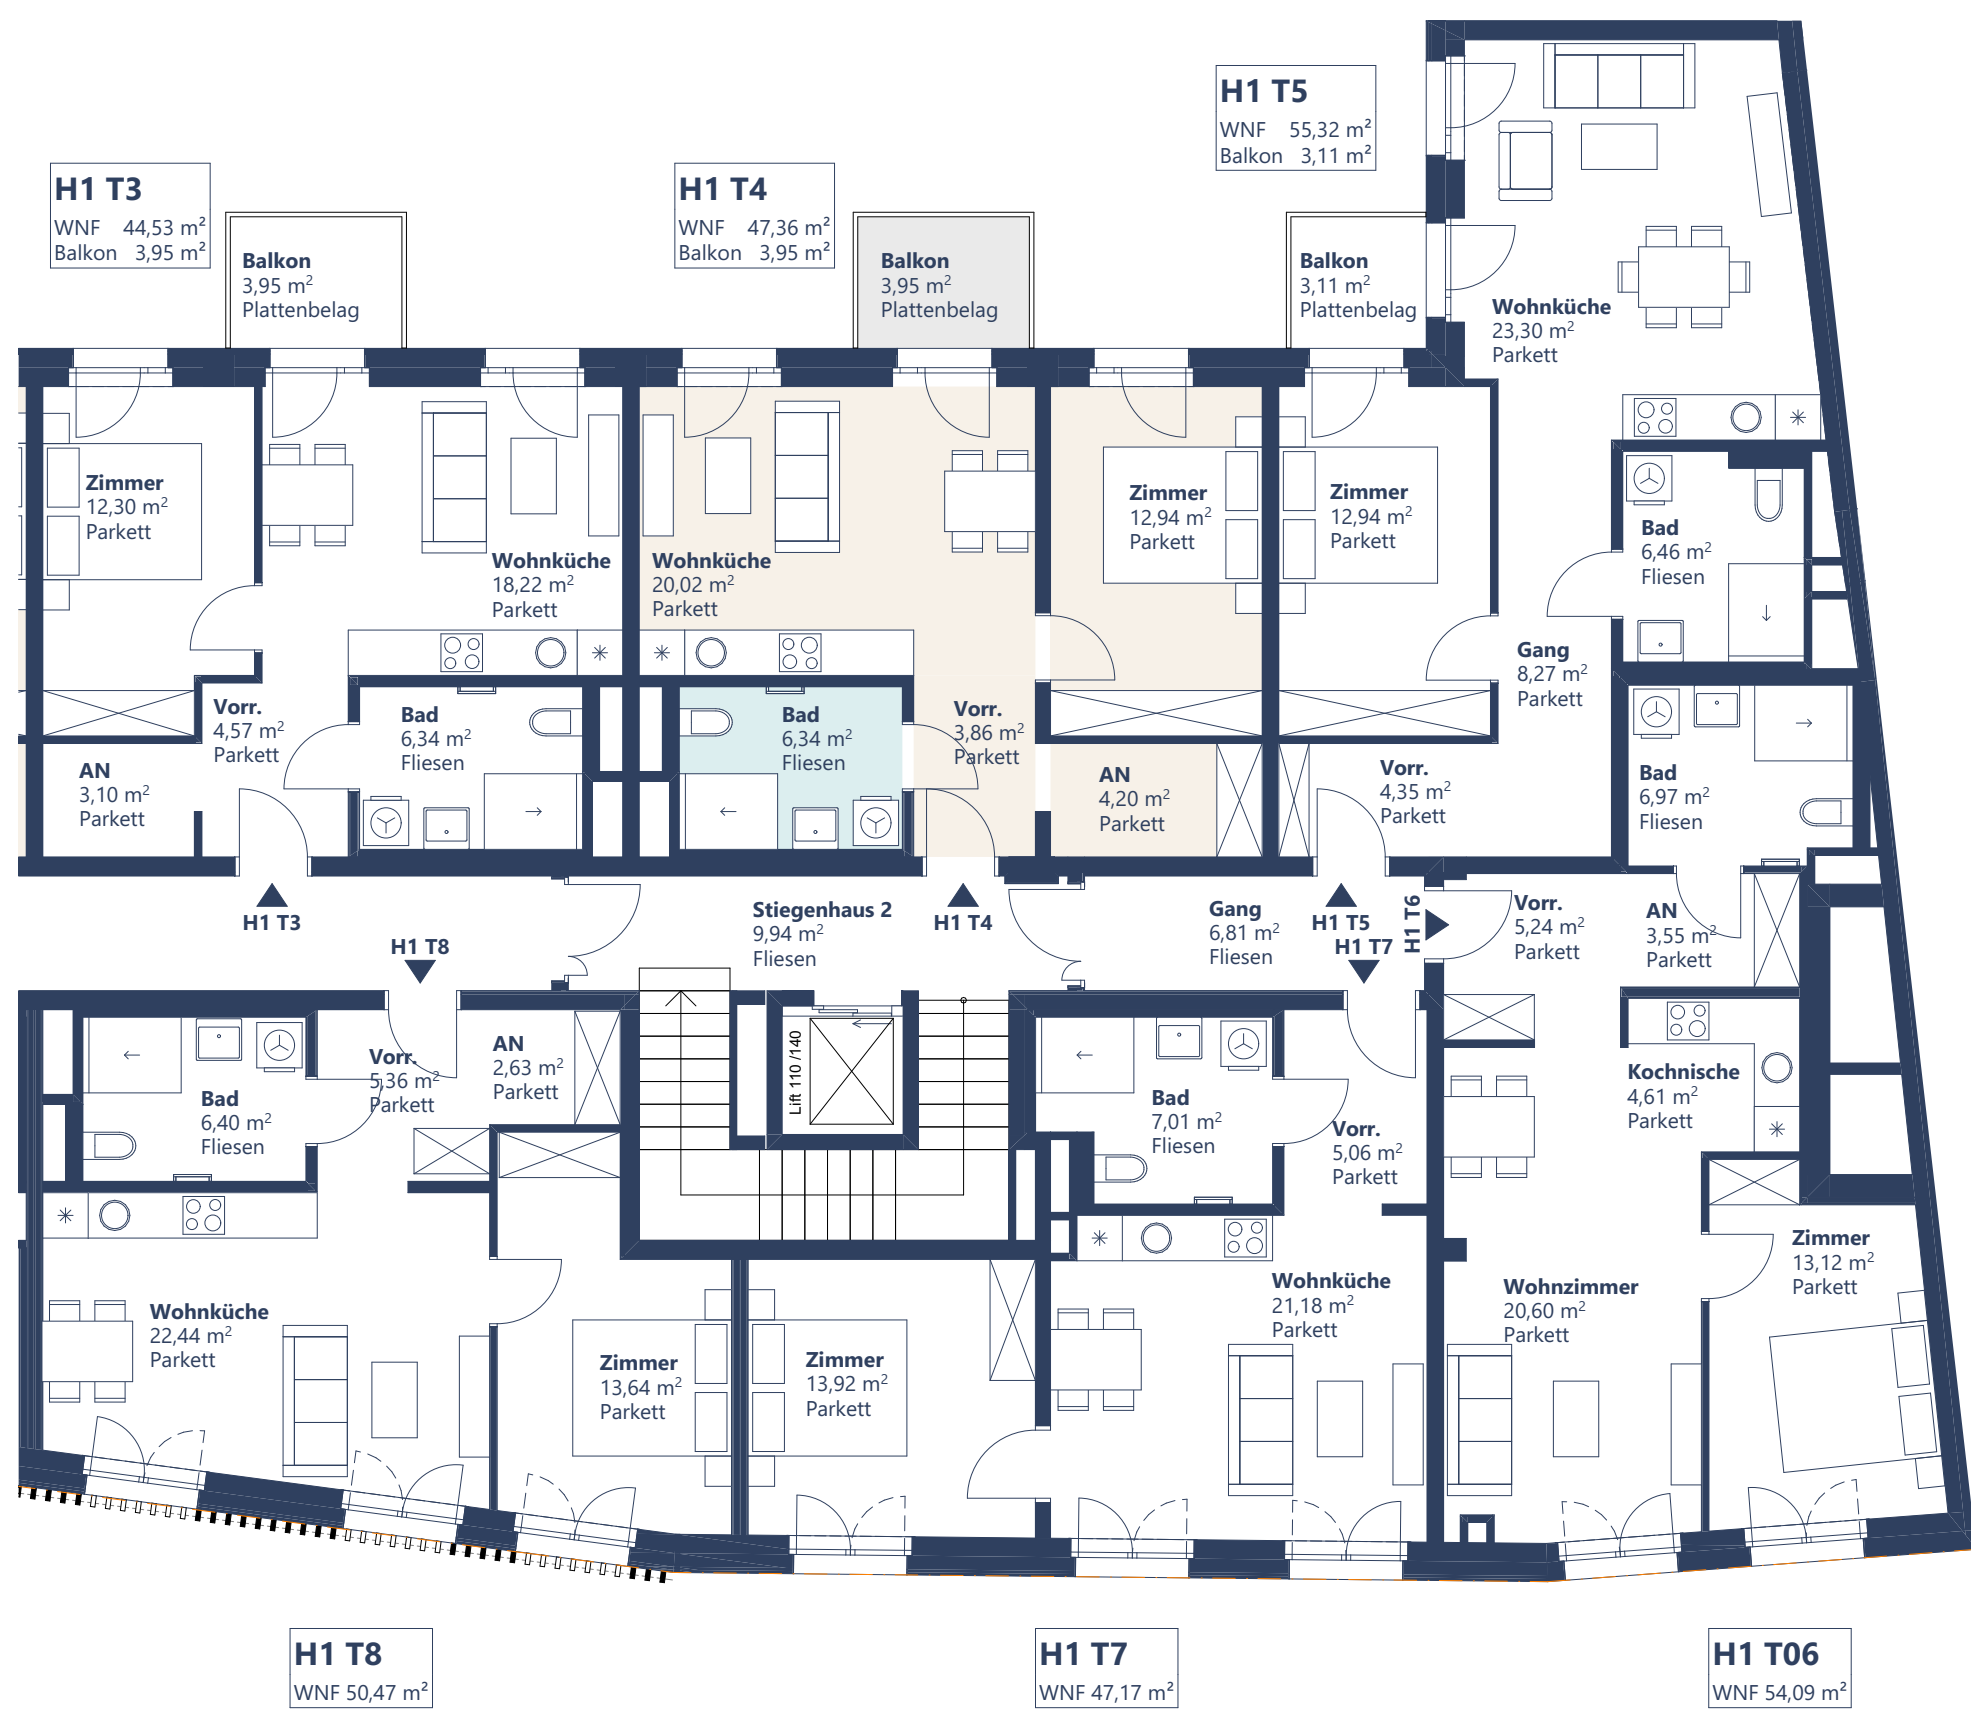 H1 T5
WNF 55,32 m²
Balkon 3,11 m²
H1 T3
WNF 44,53 m²
Balkon 3,95 m²
H1 T4
WNF 47,36 m²
Balkon 3,95 m²
Balkon
3,95 m²
Plattenbelag
Balkon
3,95 m²
Plattenbelag
Balkon
3,11 m²
Plattenbelag
Wohnküche
23,30 m²
Parkett
Zimmer
12,30 m²
Parkett
Wohnküche
18,22 m²
Parkett
Wohnküche
20,02 m²
Parkett
Zimmer
12,94 m²
Parkett
Zimmer
12,94 m²
Parkett
Bad
6,46 m²
Fliesen
Gang
8,27 m²
Parkett
Vorr.
4,57 m²
Parkett
Bad
6,34 m²
Fliesen
Bad
6,34 m²
Fliesen
Vorr.
3,86 m²
Parkett
AN
3,10 m²
Parkett
AN
4,20 m²
Parkett
Vorr.
4,35 m²
Parkett
Bad
6,97 m²
Fliesen
H1 T3
H1 T8
Stiegenhaus 2
9,94 m²
Fliesen
H1 T4
Gang
6,81 m²
Fliesen
H1 T5
H1 T7
H1 T6
Vorr.
5,24 m²
Parkett
AN
3,55 m²
Parkett
Vorr.
5,36 m²
Parkett
AN
2,63 m²
Parkett
Bad
6,40 m²
Fliesen
Lift 110 /140
Bad
7,01 m²
Fliesen
Vorr.
5,06 m²
Parkett
Kochnische
4,61 m²
Parkett
Wohnküche
22,44 m²
Parkett
Zimmer
13,64 m²
Parkett
Zimmer
13,92 m²
Parkett
Wohnküche
21,18 m²
Parkett
Wohnzimmer
20,60 m²
Parkett
Zimmer
13,12 m²
Parkett
H1 T8
WNF 50,47 m²
H1 T7
WNF 47,17 m²
H1 T06
WNF 54,09 m²